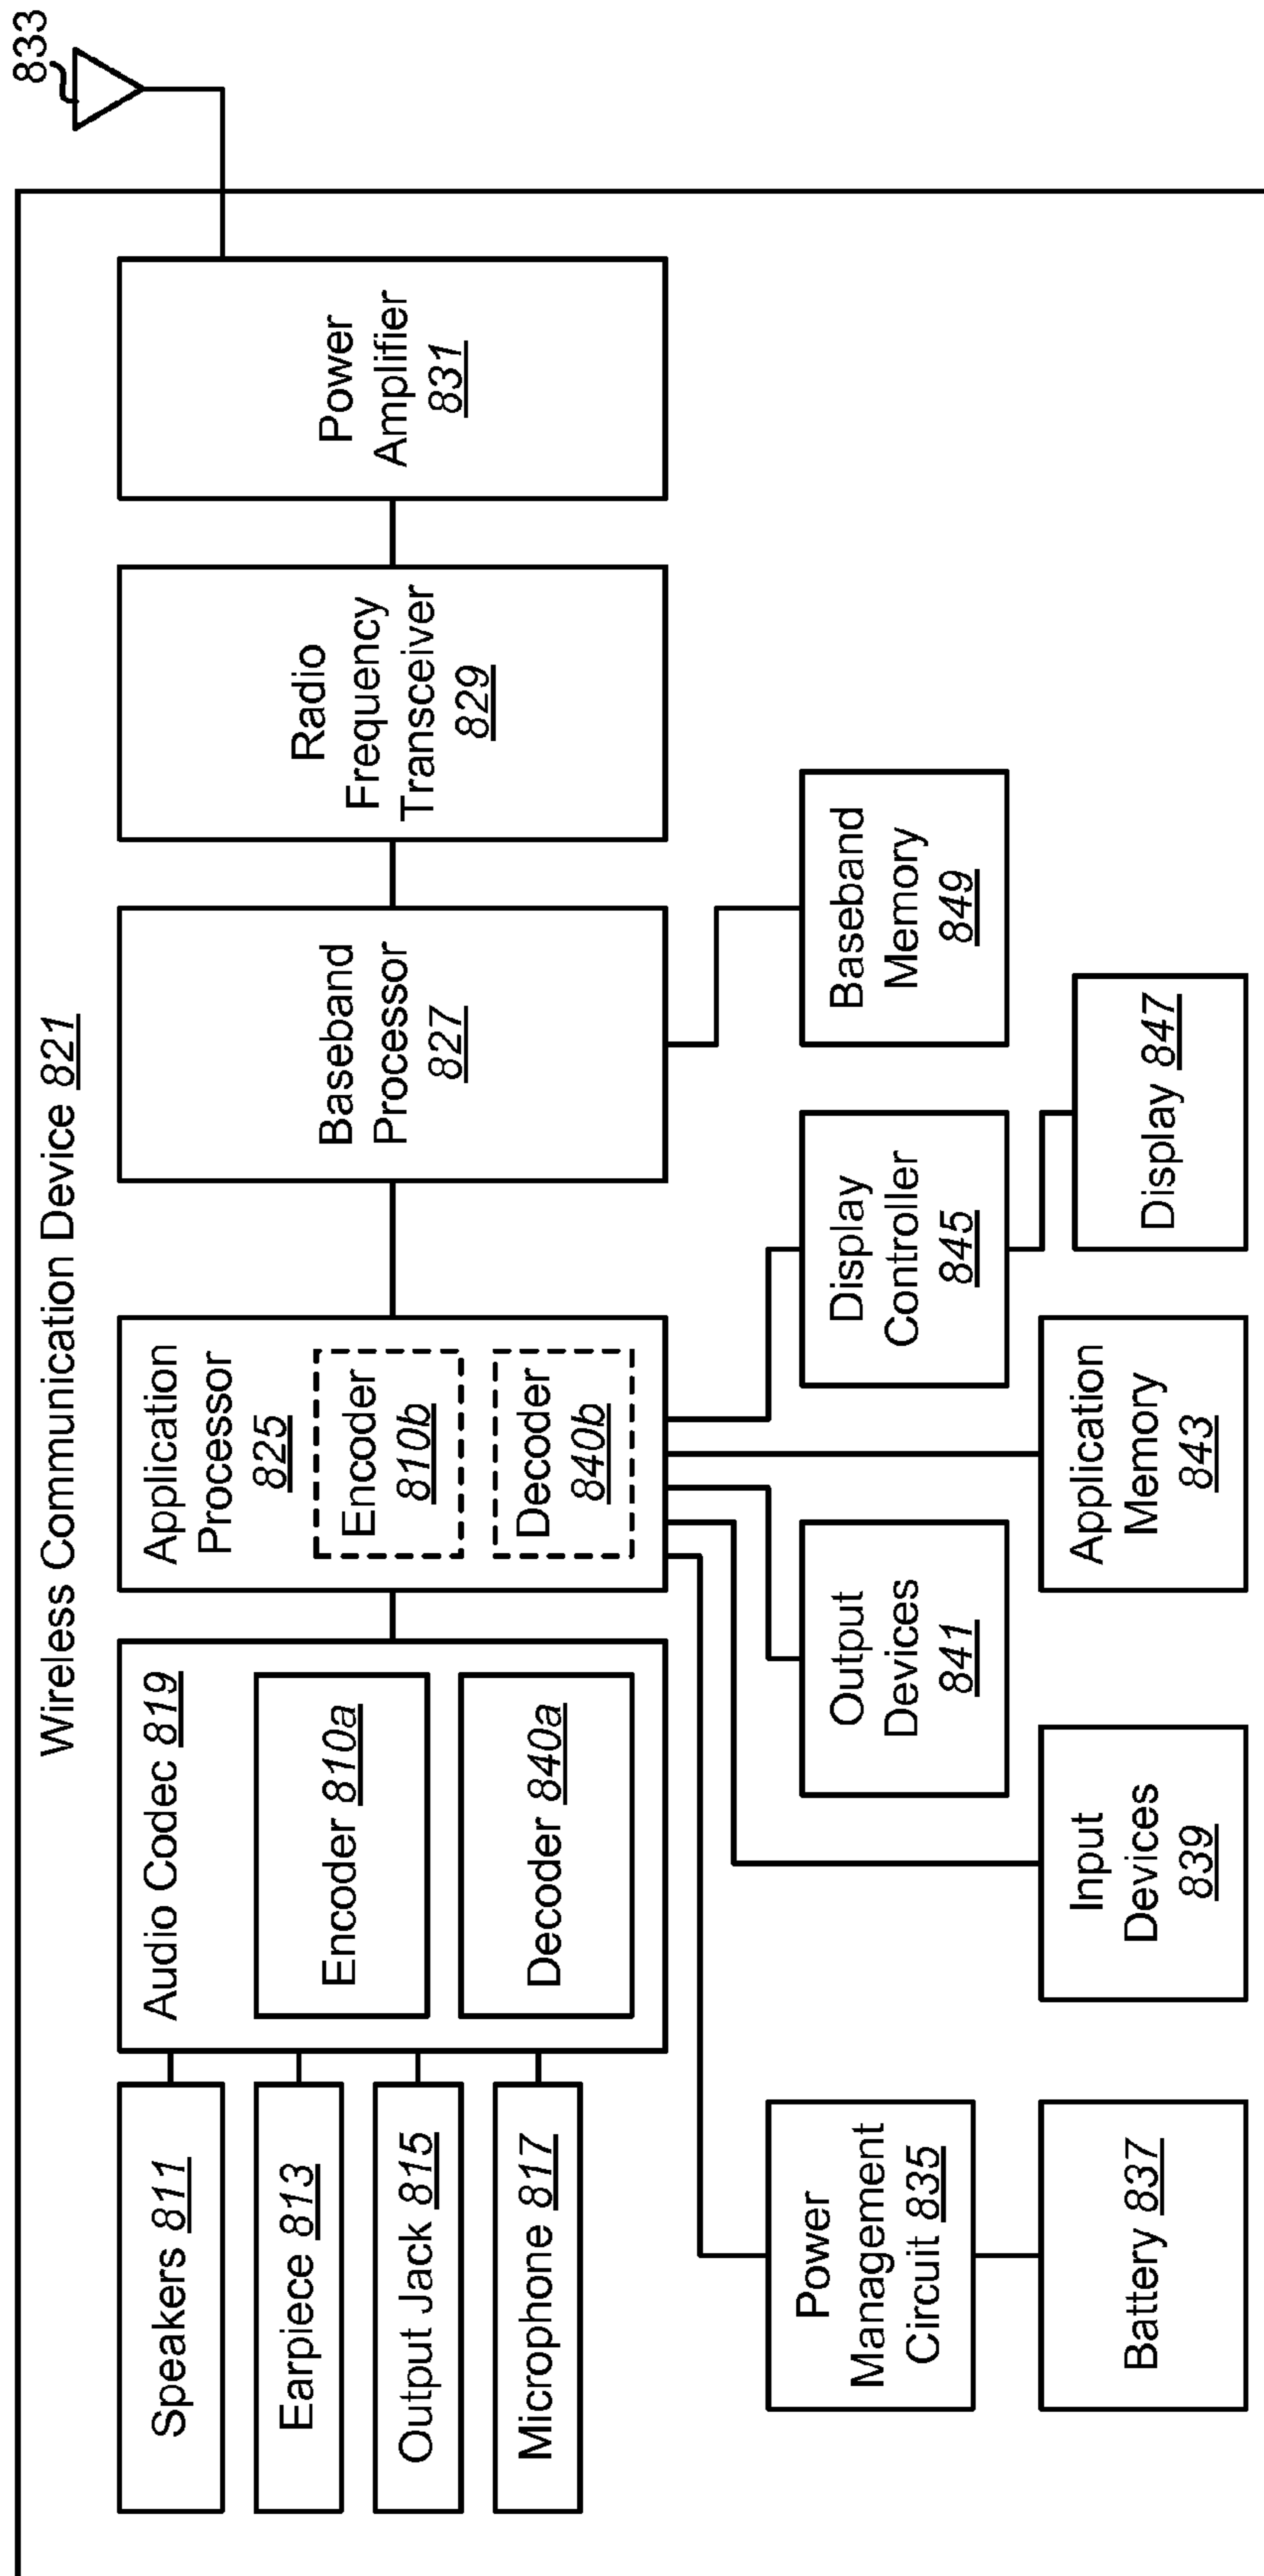 Wireless Communication Device 821
833
Speakers 811
Earpiece 813
Output Jack 815
Microphone 817
Audio Codec 819
Encoder 810a
Decoder 840a
Application
Processor
825
Encoder
810b
Decoder
840b
Baseband
Processor
827
Radio
Frequency
Transceiver
829
Power
Amplifier
831
Power
Management
Circuit 835
Battery 837
Input
Devices
839
Output
Devices
841
Application
Memory
843
Display
Controller
845
Display 847
Baseband
Memory
849